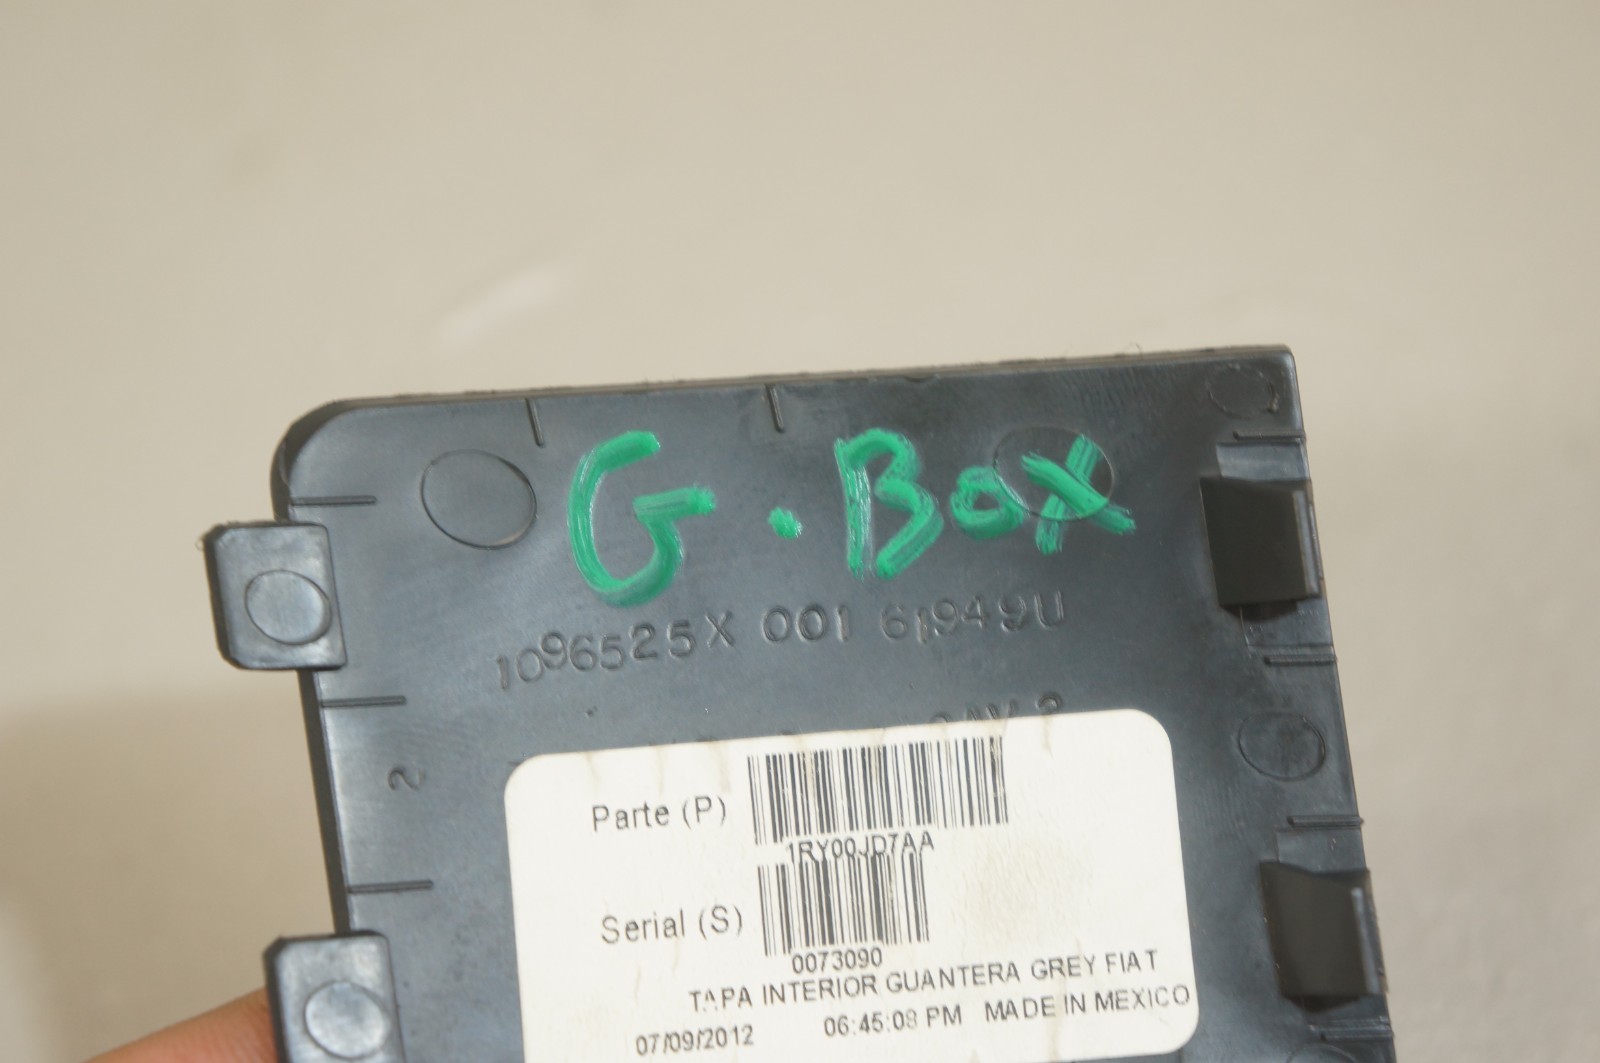 G. Box
1096525X 001 61949U
2
Parte (P)
1RY00JD7AA
Serial (S)
0073090
TAPA INTERIOR GUANTERA GREY FIAT
07/09/2012 06:45:08 PM MADE IN MEXICO